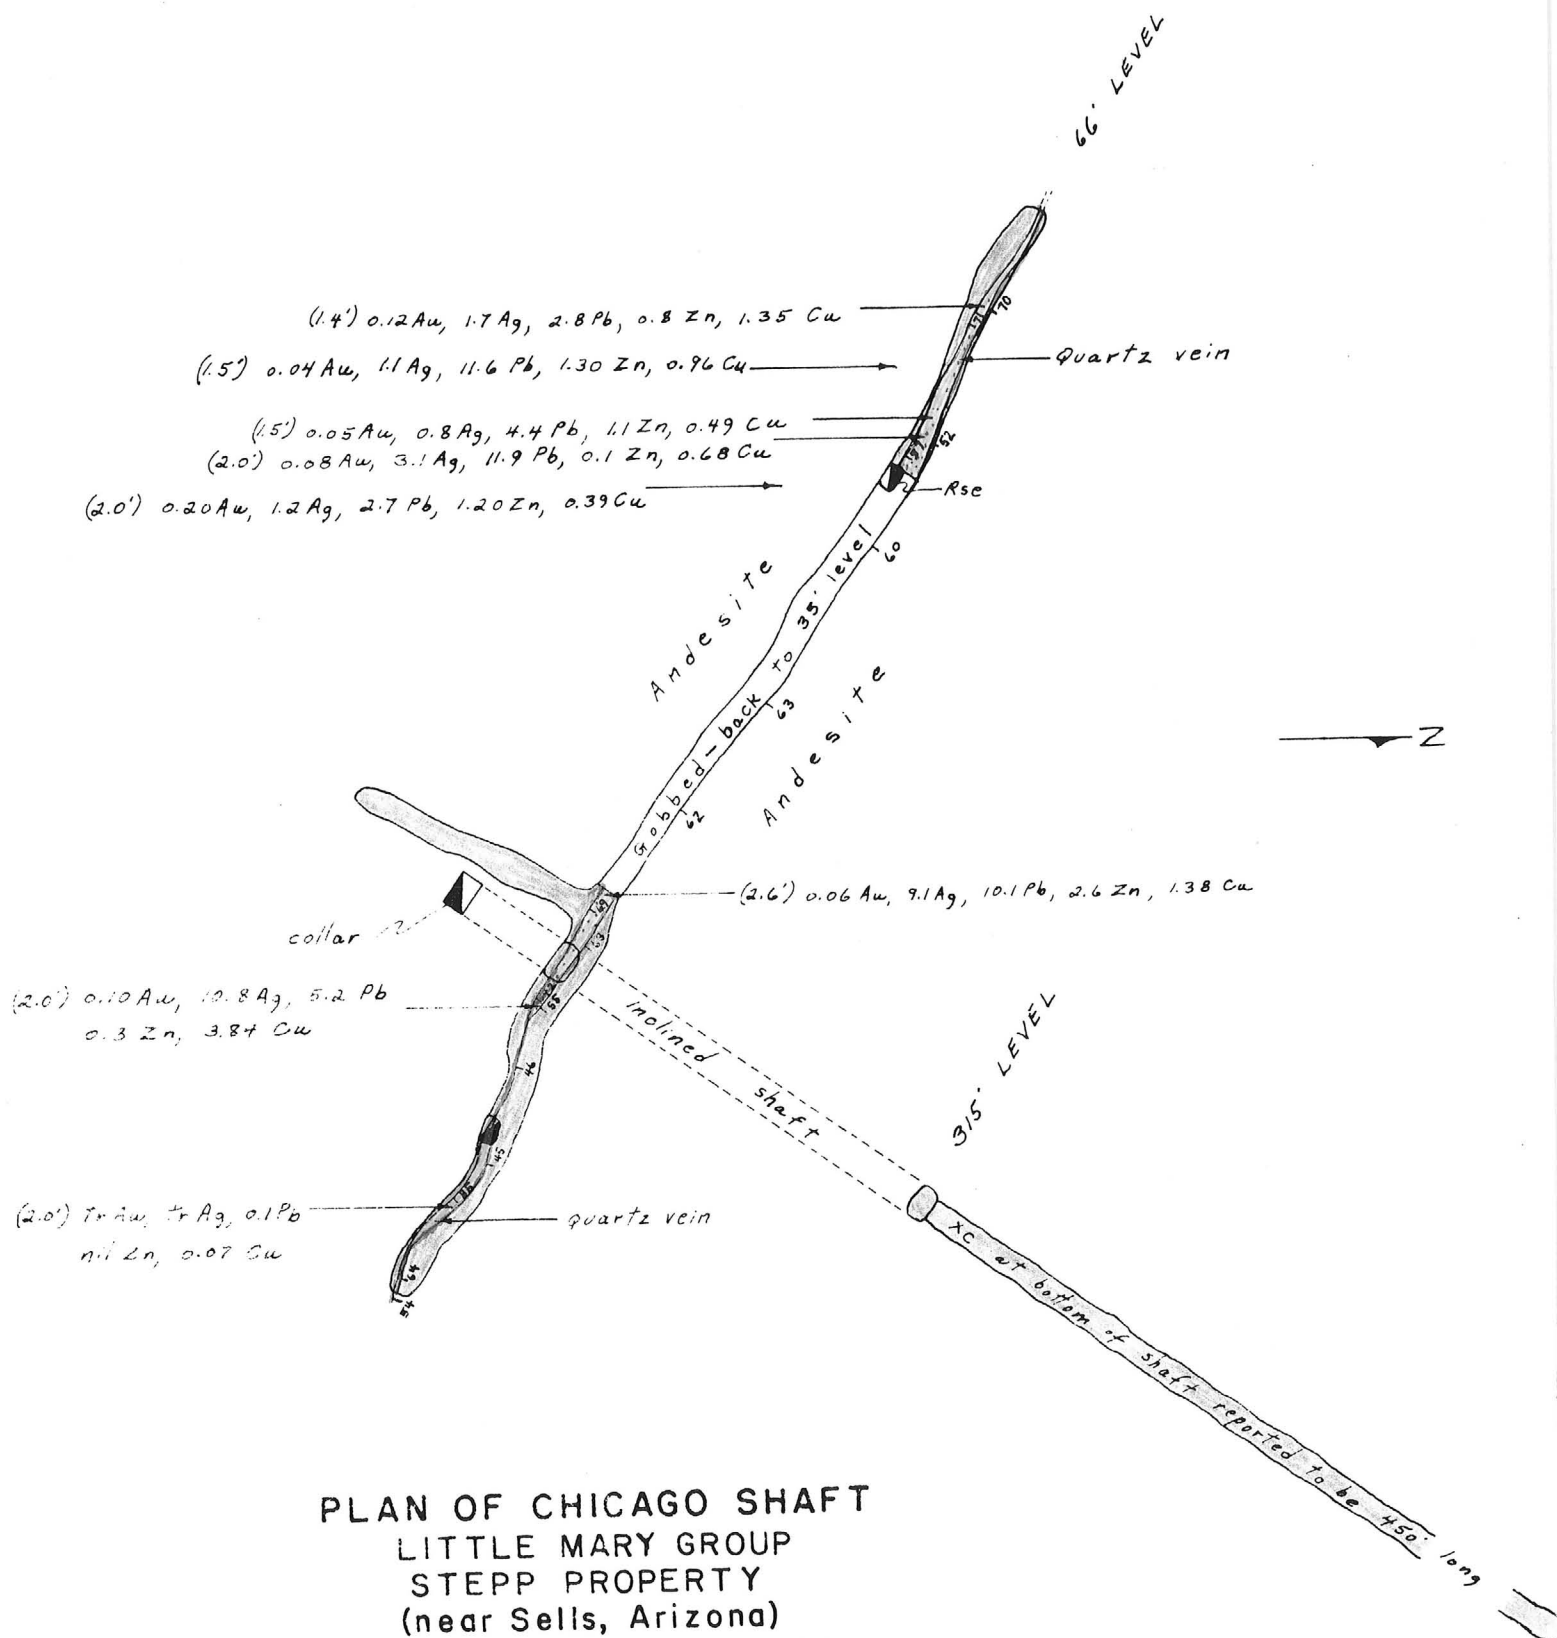 66' LEVEL
(1.4') 0.12 Au, 1.7 Ag, 2.8 Pb, 0.8 Zn, 1.35 Cu
70
71
(1.5') 0.04 Au, 1.1 Ag, 11.6 Pb, 1.30 Zn, 0.96 Cu
Quartz vein
(1.5') 0.05 Au, 0.8 Ag, 4.4 Pb, 1.1 Zn, 0.49 Cu
52
(2.0') 0.08 Au, 3.1 Ag, 11.9 Pb, 0.1 Zn, 0.68 Cu
Rse
(2.0') 0.20 Au, 1.2 Ag, 2.7 Pb, 1.20 Zn, 0.39 Cu
60
Gobbed - back to 35' level
Andesite
Andesite
63
62
N
(2.6') 0.06 Au, 9.1 Ag, 10.1 Pb, 2.6 Zn, 1.38 Cu
69
63
collar
(2.0') 0.10 Au, 10.8 Ag, 5.2 Pb
0.3 Zn, 3.84 Cu
58
inclined shaft
315' LEVEL
46
45
(2.0') Tr Au, tr Ag, 0.1 Pb
nil Zn, 0.07 Cu
quartz vein
64
54
XC at bottom of shaft reported to be 450' long
PLAN OF CHICAGO SHAFT
LITTLE MARY GROUP
STEPP PROPERTY
(near Sells, Arizona)